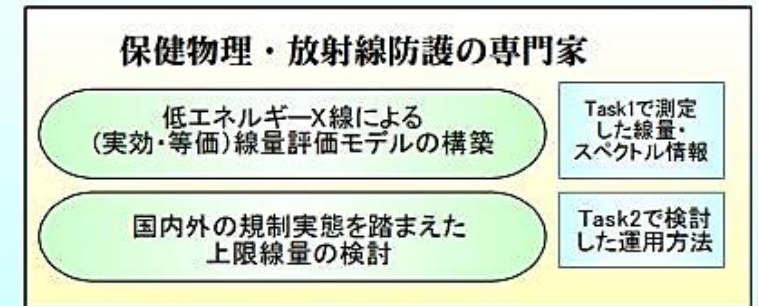 保健物理・放射線防護の専門家
低エネルギーX線による
(実効・等価)線量評価モデルの構築
Task1で測定
した線量・
スペクトル情報
国内外の規制実態を踏まえた
上限線量の検討
Task2で検討
した運用方法